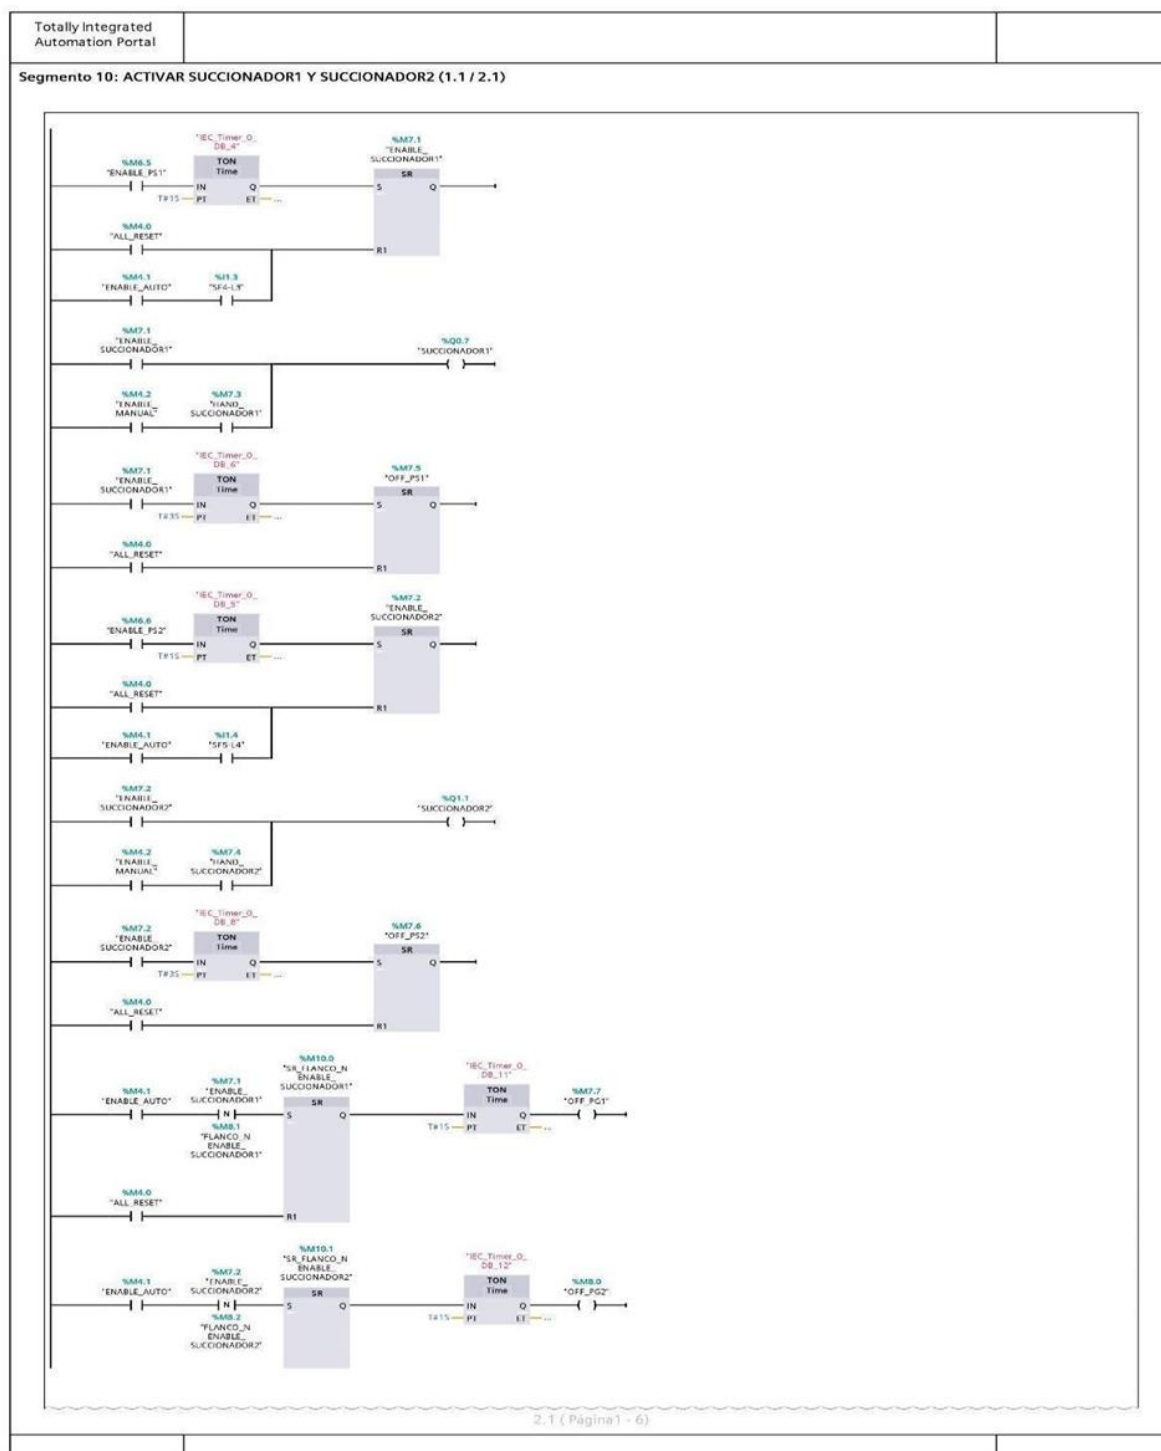 Totally Integrated
Automation Portal
Segmento 10: ACTIVAR SUCCIONADOR1 Y SUCCIONADOR2 (1.1 / 2.1)
"IEC_Timer_0_
DB_4"
%M7.1
"ENABLE_
SUCCIONADOR1"
%M6.5
"ENABLE_PS1"
TON
Time
SR
IN Q
S Q
T#1S PT ET ...
%M4.0
"ALL_RESET"
R1
%M4.1 %I1.3
"ENABLE_AUTO" "SF4-L3"
%M7.1
"ENABLE_
SUCCIONADOR1"
%Q0.7
"SUCCIONADOR1"
%M4.2 %M7.3
"ENABLE_ "HAND_
MANUAL" SUCCIONADOR1"
"IEC_Timer_0_
DB_6"
%M7.1
"ENABLE_
SUCCIONADOR1"
TON
Time
%M7.5
"OFF_PS1"
SR
IN Q
S Q
T#3S PT ET ...
%M4.0
"ALL_RESET"
R1
"IEC_Timer_0_
DB_5"
%M7.2
"ENABLE_
SUCCIONADOR2"
%M6.6
"ENABLE_PS2"
TON
Time
SR
IN Q
S Q
T#1S PT ET ...
%M4.0
"ALL_RESET"
R1
%M4.1 %I1.4
"ENABLE_AUTO" "SF5-L4"
%M7.2
"ENABLE_
SUCCIONADOR2"
%Q1.1
"SUCCIONADOR2"
%M4.2 %M7.4
"ENABLE_ "HAND_
MANUAL" SUCCIONADOR2"
"IEC_Timer_0_
DB_8"
%M7.2
"ENABLE_
SUCCIONADOR2"
TON
Time
%M7.6
"OFF_PS2"
SR
IN Q
S Q
T#3S PT ET ...
%M4.0
"ALL_RESET"
R1
%M10.0
"SR_FLANCO_N
ENABLE_
SUCCIONADOR1"
"IEC_Timer_0_
DB_11"
%M4.1
"ENABLE_AUTO"
%M7.1
"ENABLE_
SUCCIONADOR1"
N
%M8.1
"FLANCO_N
ENABLE_
SUCCIONADOR1"
SR
S Q
TON
Time
IN Q
T#1S PT ET ...
%M7.7
"OFF_PG1"
%M4.0
"ALL_RESET"
R1
%M10.1
"SR_FLANCO_N
ENABLE_
SUCCIONADOR2"
"IEC_Timer_0_
DB_12"
%M4.1
"ENABLE_AUTO"
%M7.2
"ENABLE_
SUCCIONADOR2"
N
%M8.2
"FLANCO_N
ENABLE_
SUCCIONADOR2"
SR
S Q
TON
Time
IN Q
T#1S PT ET ...
%M8.0
"OFF_PG2"
2.1 ( Página1 - 6)